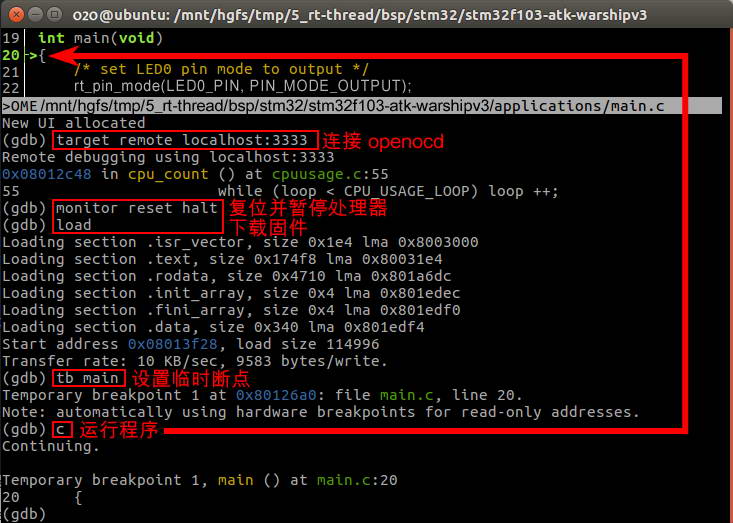 o2o@ubuntu: /mnt/hgfs/tmp/5_rt-thread/bsp/stm32/stm32f103-atk-warshipv3
19 int main(void)
20->{
21 /* set LED0 pin mode to output */
22 rt_pin_mode(LED0_PIN, PIN_MODE_OUTPUT);
>OME/mnt/hgfs/tmp/5_rt-thread/bsp/stm32/stm32f103-atk-warshipv3/applications/main.c
New UI allocated
(gdb) target remote localhost:3333 连接 openocd
Remote debugging using localhost:3333
0x08012c48 in cpu_count () at cpuusage.c:55
55 while (loop < CPU_USAGE_LOOP) loop ++;
(gdb) monitor reset halt 复位并暂停处理器
(gdb) load 下载固件
Loading section .isr_vector, size 0x1e4 lma 0x8003000
Loading section .text, size 0x174f8 lma 0x80031e4
Loading section .rodata, size 0x4710 lma 0x801a6dc
Loading section .init_array, size 0x4 lma 0x801edec
Loading section .fini_array, size 0x4 lma 0x801edf0
Loading section .data, size 0x340 lma 0x801edf4
Start address 0x08013f28, load size 114996
Transfer rate: 10 KB/sec, 9583 bytes/write.
(gdb) tb main 设置临时断点
Temporary breakpoint 1 at 0x80126a0: file main.c, line 20.
Note: automatically using hardware breakpoints for read-only addresses.
(gdb) c 运行程序
Continuing.
Temporary breakpoint 1, main () at main.c:20
20 {
(gdb)